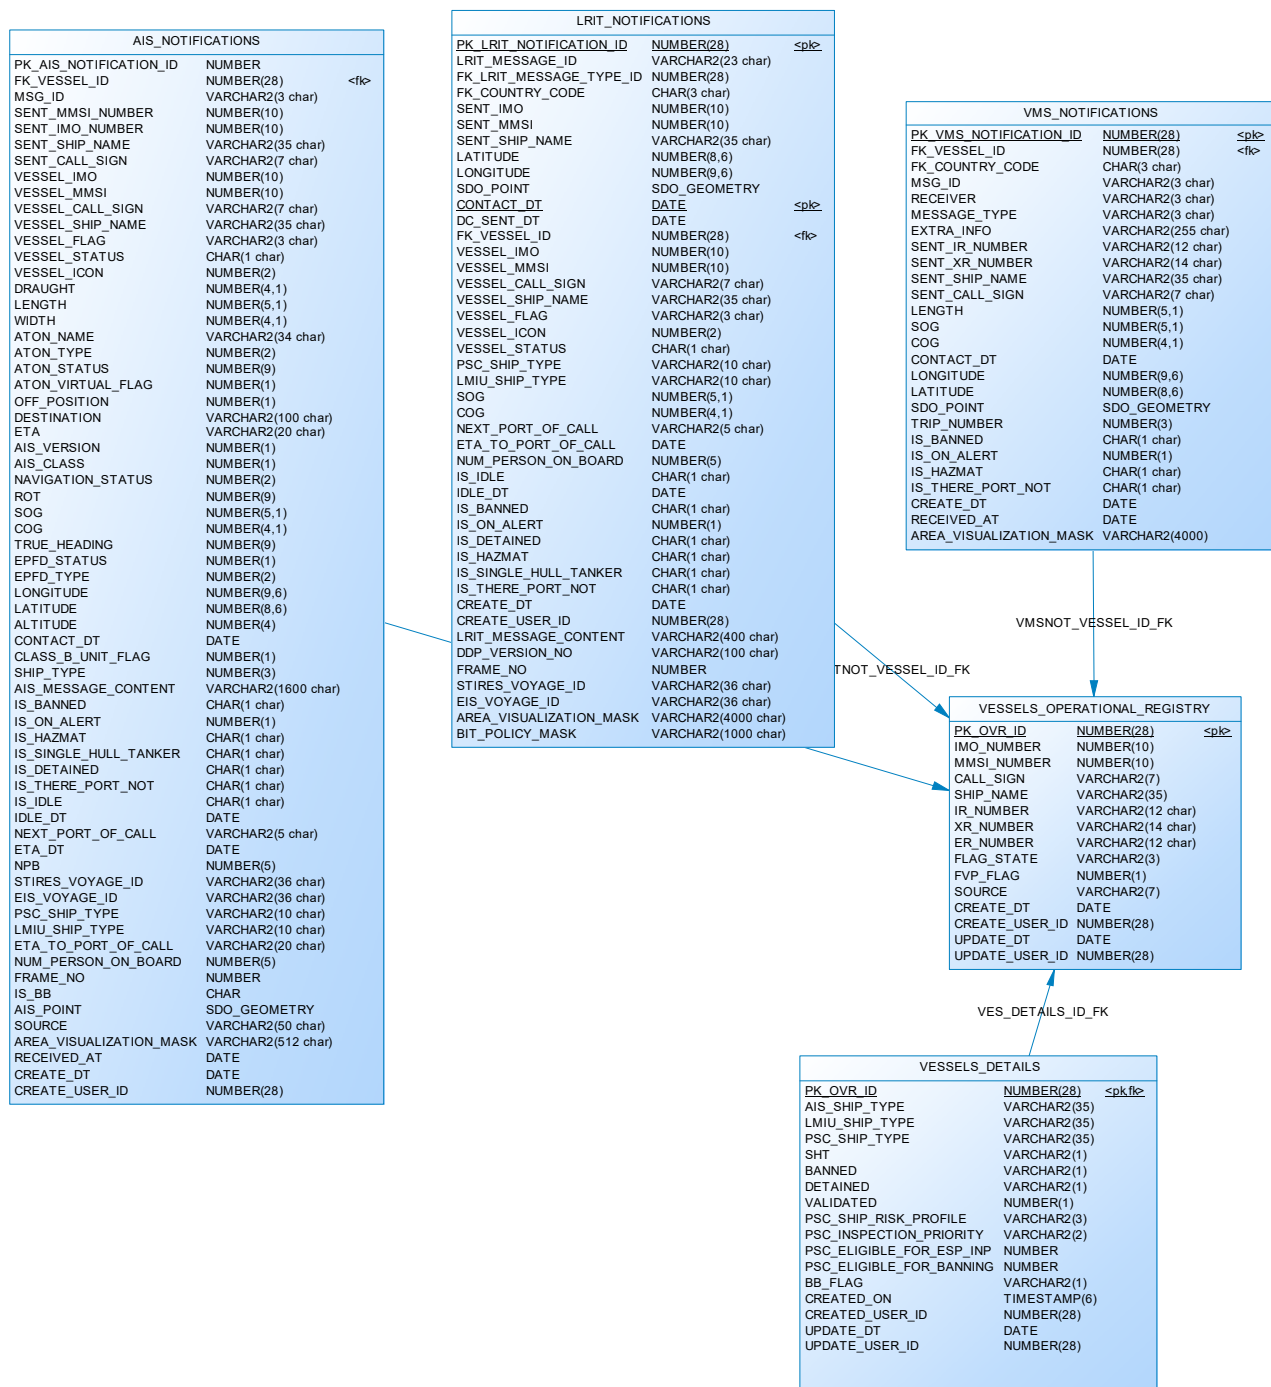 AIS_NOTIFICATIONS
PK_AIS_NOTIFICATION_ID NUMBER
FK_VESSEL_ID NUMBER(28) <fk>
MSG_ID VARCHAR2(3 char)
SENT_MMSI_NUMBER NUMBER(10)
SENT_IMO_NUMBER NUMBER(10)
SENT_SHIP_NAME VARCHAR2(35 char)
SENT_CALL_SIGN VARCHAR2(7 char)
VESSEL_IMO NUMBER(10)
VESSEL_MMSI NUMBER(10)
VESSEL_CALL_SIGN VARCHAR2(7 char)
VESSEL_SHIP_NAME VARCHAR2(35 char)
VESSEL_FLAG VARCHAR2(3 char)
VESSEL_STATUS CHAR(1 char)
VESSEL_ICON NUMBER(2)
DRAUGHT NUMBER(4,1)
LENGTH NUMBER(5,1)
WIDTH NUMBER(4,1)
ATON_NAME VARCHAR2(34 char)
ATON_TYPE NUMBER(2)
ATON_STATUS NUMBER(9)
ATON_VIRTUAL_FLAG NUMBER(1)
OFF_POSITION NUMBER(1)
DESTINATION VARCHAR2(100 char)
ETA VARCHAR2(20 char)
AIS_VERSION NUMBER(1)
AIS_CLASS NUMBER(1)
NAVIGATION_STATUS NUMBER(2)
ROT NUMBER(9)
SOG NUMBER(5,1)
COG NUMBER(4,1)
TRUE_HEADING NUMBER(9)
EPFD_STATUS NUMBER(1)
EPFD_TYPE NUMBER(2)
LONGITUDE NUMBER(9,6)
LATITUDE NUMBER(8,6)
ALTITUDE NUMBER(4)
CONTACT_DT DATE
CLASS_B_UNIT_FLAG NUMBER(1)
SHIP_TYPE NUMBER(3)
AIS_MESSAGE_CONTENT VARCHAR2(1600 char)
IS_BANNED CHAR(1 char)
IS_ON_ALERT NUMBER(1)
IS_HAZMAT CHAR(1 char)
IS_SINGLE_HULL_TANKER CHAR(1 char)
IS_DETAINED CHAR(1 char)
IS_THERE_PORT_NOT CHAR(1 char)
IS_IDLE CHAR(1 char)
IDLE_DT DATE
NEXT_PORT_OF_CALL VARCHAR2(5 char)
ETA_DT DATE
NPB NUMBER(5)
STIRES_VOYAGE_ID VARCHAR2(36 char)
EIS_VOYAGE_ID VARCHAR2(36 char)
PSC_SHIP_TYPE VARCHAR2(10 char)
LMIU_SHIP_TYPE VARCHAR2(10 char)
ETA_TO_PORT_OF_CALL VARCHAR2(20 char)
NUM_PERSON_ON_BOARD NUMBER(5)
FRAME_NO NUMBER
IS_BB CHAR
AIS_POINT SDO_GEOMETRY
SOURCE VARCHAR2(50 char)
AREA_VISUALIZATION_MASK VARCHAR2(512 char)
RECEIVED_AT DATE
CREATE_DT DATE
CREATE_USER_ID NUMBER(28)
LRIT_NOTIFICATIONS
PK_LRIT_NOTIFICATION_ID NUMBER(28) <pk>
LRIT_MESSAGE_ID VARCHAR2(23 char)
FK_LRIT_MESSAGE_TYPE_ID NUMBER(28)
FK_COUNTRY_CODE CHAR(3 char)
SENT_IMO NUMBER(10)
SENT_MMSI NUMBER(10)
SENT_SHIP_NAME VARCHAR2(35 char)
LATITUDE NUMBER(8,6)
LONGITUDE NUMBER(9,6)
SDO_POINT SDO_GEOMETRY
CONTACT_DT DATE <pk>
DC_SENT_DT DATE
FK_VESSEL_ID NUMBER(28) <fk>
VESSEL_IMO NUMBER(10)
VESSEL_MMSI NUMBER(10)
VESSEL_CALL_SIGN VARCHAR2(7 char)
VESSEL_SHIP_NAME VARCHAR2(35 char)
VESSEL_FLAG VARCHAR2(3 char)
VESSEL_ICON NUMBER(2)
VESSEL_STATUS CHAR(1 char)
PSC_SHIP_TYPE VARCHAR2(10 char)
LMIU_SHIP_TYPE VARCHAR2(10 char)
SOG NUMBER(5,1)
COG NUMBER(4,1)
NEXT_PORT_OF_CALL VARCHAR2(5 char)
ETA_TO_PORT_OF_CALL DATE
NUM_PERSON_ON_BOARD NUMBER(5)
IS_IDLE CHAR(1 char)
IDLE_DT DATE
IS_BANNED CHAR(1 char)
IS_ON_ALERT NUMBER(1)
IS_DETAINED CHAR(1 char)
IS_HAZMAT CHAR(1 char)
IS_SINGLE_HULL_TANKER CHAR(1 char)
IS_THERE_PORT_NOT CHAR(1 char)
CREATE_DT DATE
CREATE_USER_ID NUMBER(28)
LRIT_MESSAGE_CONTENT VARCHAR2(400 char)
DDP_VERSION_NO VARCHAR2(100 char)
FRAME_NO NUMBER
STIRES_VOYAGE_ID VARCHAR2(36 char)
EIS_VOYAGE_ID VARCHAR2(36 char)
AREA_VISUALIZATION_MASK VARCHAR2(4000 char)
BIT_POLICY_MASK VARCHAR2(1000 char)
VMS_NOTIFICATIONS
PK_VMS_NOTIFICATION_ID NUMBER(28) <pk>
FK_VESSEL_ID NUMBER(28) <fk>
FK_COUNTRY_CODE CHAR(3 char)
MSG_ID VARCHAR2(3 char)
RECEIVER VARCHAR2(3 char)
MESSAGE_TYPE VARCHAR2(3 char)
EXTRA_INFO VARCHAR2(255 char)
SENT_IR_NUMBER VARCHAR2(12 char)
SENT_XR_NUMBER VARCHAR2(14 char)
SENT_SHIP_NAME VARCHAR2(35 char)
SENT_CALL_SIGN VARCHAR2(7 char)
LENGTH NUMBER(5,1)
SOG NUMBER(5,1)
COG NUMBER(4,1)
CONTACT_DT DATE
LONGITUDE NUMBER(9,6)
LATITUDE NUMBER(8,6)
SDO_POINT SDO_GEOMETRY
TRIP_NUMBER NUMBER(3)
IS_BANNED CHAR(1 char)
IS_ON_ALERT NUMBER(1)
IS_HAZMAT CHAR(1 char)
IS_THERE_PORT_NOT CHAR(1 char)
CREATE_DT DATE
RECEIVED_AT DATE
AREA_VISUALIZATION_MASK VARCHAR2(4000)
VMSNOT_VESSEL_ID_FK
TNOT_VESSEL_ID_FK
VESSELS_OPERATIONAL_REGISTRY
PK_OVR_ID NUMBER(28) <pk>
IMO_NUMBER NUMBER(10)
MMSI_NUMBER NUMBER(10)
CALL_SIGN VARCHAR2(7)
SHIP_NAME VARCHAR2(35)
IR_NUMBER VARCHAR2(12 char)
XR_NUMBER VARCHAR2(14 char)
ER_NUMBER VARCHAR2(12 char)
FLAG_STATE VARCHAR2(3)
FVP_FLAG NUMBER(1)
SOURCE VARCHAR2(7)
CREATE_DT DATE
CREATE_USER_ID NUMBER(28)
UPDATE_DT DATE
UPDATE_USER_ID NUMBER(28)
VES_DETAILS_ID_FK
VESSELS_DETAILS
PK_OVR_ID NUMBER(28) <pk,fk>
AIS_SHIP_TYPE VARCHAR2(35)
LMIU_SHIP_TYPE VARCHAR2(35)
PSC_SHIP_TYPE VARCHAR2(35)
SHT VARCHAR2(1)
BANNED VARCHAR2(1)
DETAINED VARCHAR2(1)
VALIDATED NUMBER(1)
PSC_SHIP_RISK_PROFILE VARCHAR2(3)
PSC_INSPECTION_PRIORITY VARCHAR2(2)
PSC_ELIGIBLE_FOR_ESP_INP NUMBER
PSC_ELIGIBLE_FOR_BANNING NUMBER
BB_FLAG VARCHAR2(1)
CREATED_ON TIMESTAMP(6)
CREATED_USER_ID NUMBER(28)
UPDATE_DT DATE
UPDATE_USER_ID NUMBER(28)